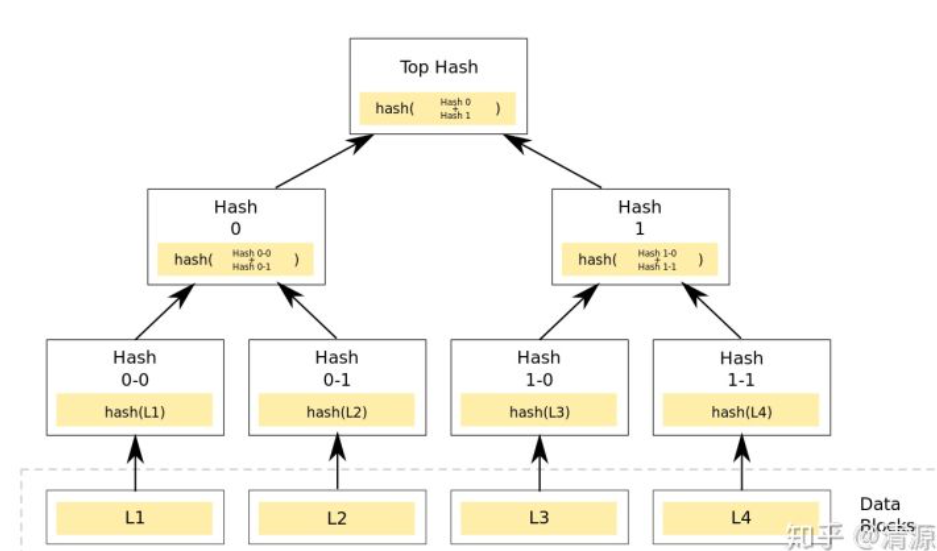 Top Hash
hash( Hash 0 + Hash 1 )
Hash
0
hash( Hash 0-0 + Hash 0-1 )
Hash
1
hash( Hash 1-0 + Hash 1-1 )
Hash
0-0
hash(L1)
Hash
0-1
hash(L2)
Hash
1-0
hash(L3)
Hash
1-1
hash(L4)
L1
L2
L3
L4
Data
Blocks
知乎 @清源